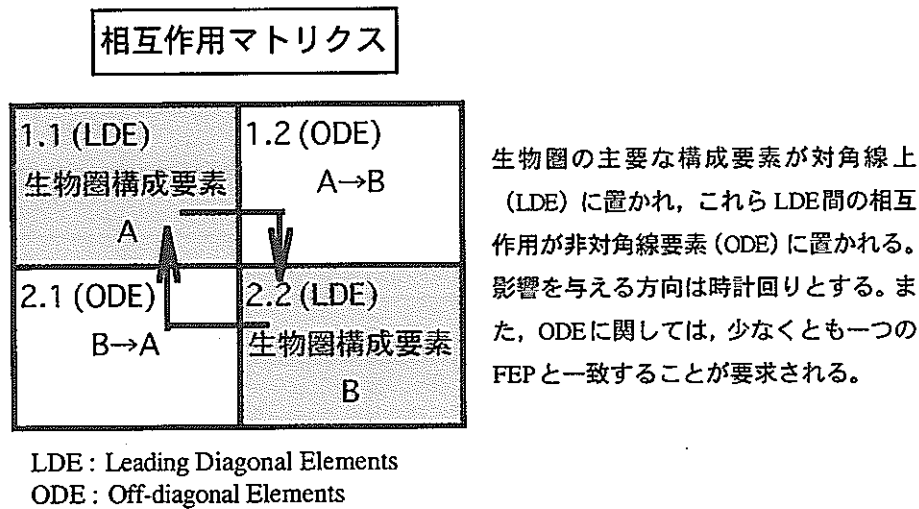 相互作用マトリクス
1.1 (LDE)
生物圏構成要素
A
1.2 (ODE)
A→B
2.1 (ODE)
B→A
2.2 (LDE)
生物圏構成要素
B
生物圏の主要な構成要素が対角線上
（LDE）に置かれ，これら LDE間の相互
作用が非対角線要素 (ODE) に置かれる。
影響を与える方向は時計回りとする。ま
た，ODEに関しては，少なくとも一つの
FEPと一致することが要求される。
LDE : Leading Diagonal Elements
ODE : Off-diagonal Elements